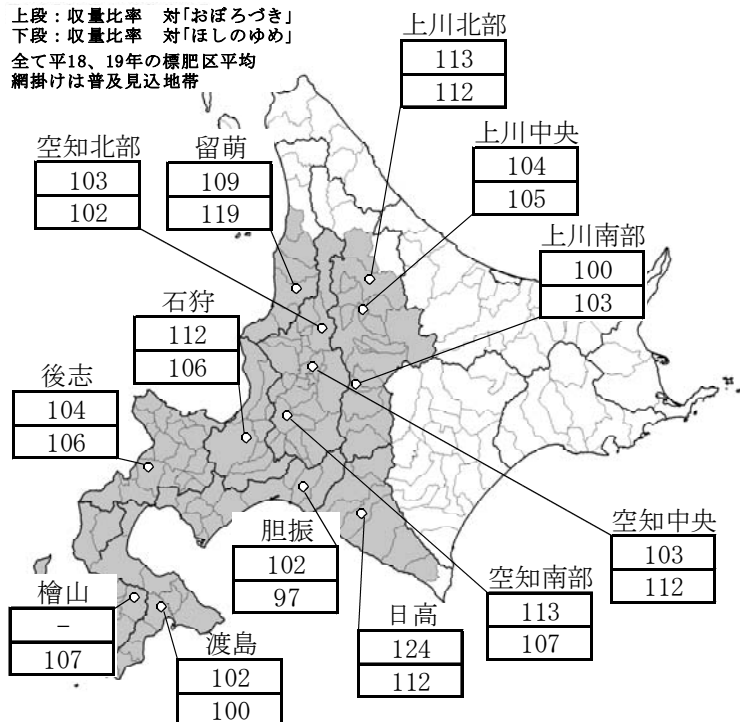 上段：収量比率　対「おぼろづき」
下段：収量比率　対「ほしのゆめ」
全て平18、19年の標肥区平均
網掛けは普及見込地帯
上川北部
113
112
上川中央
104
105
空知北部
103
102
留萌
109
119
上川南部
100
103
石狩
112
106
後志
104
106
胆振
102
97
空知中央
103
112
空知南部
113
107
檜山
－
107
日高
124
112
渡島
102
100